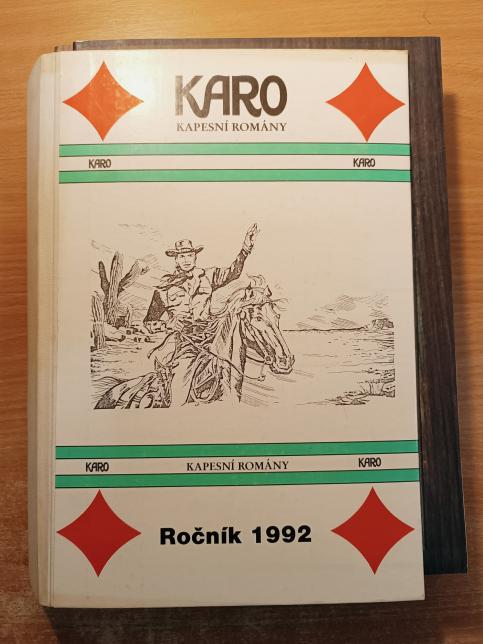 KARO
KAPESNÍ ROMÁNY
KARO KARO
KARO KAPESNÍ ROMÁNY KARO
Ročník 1992